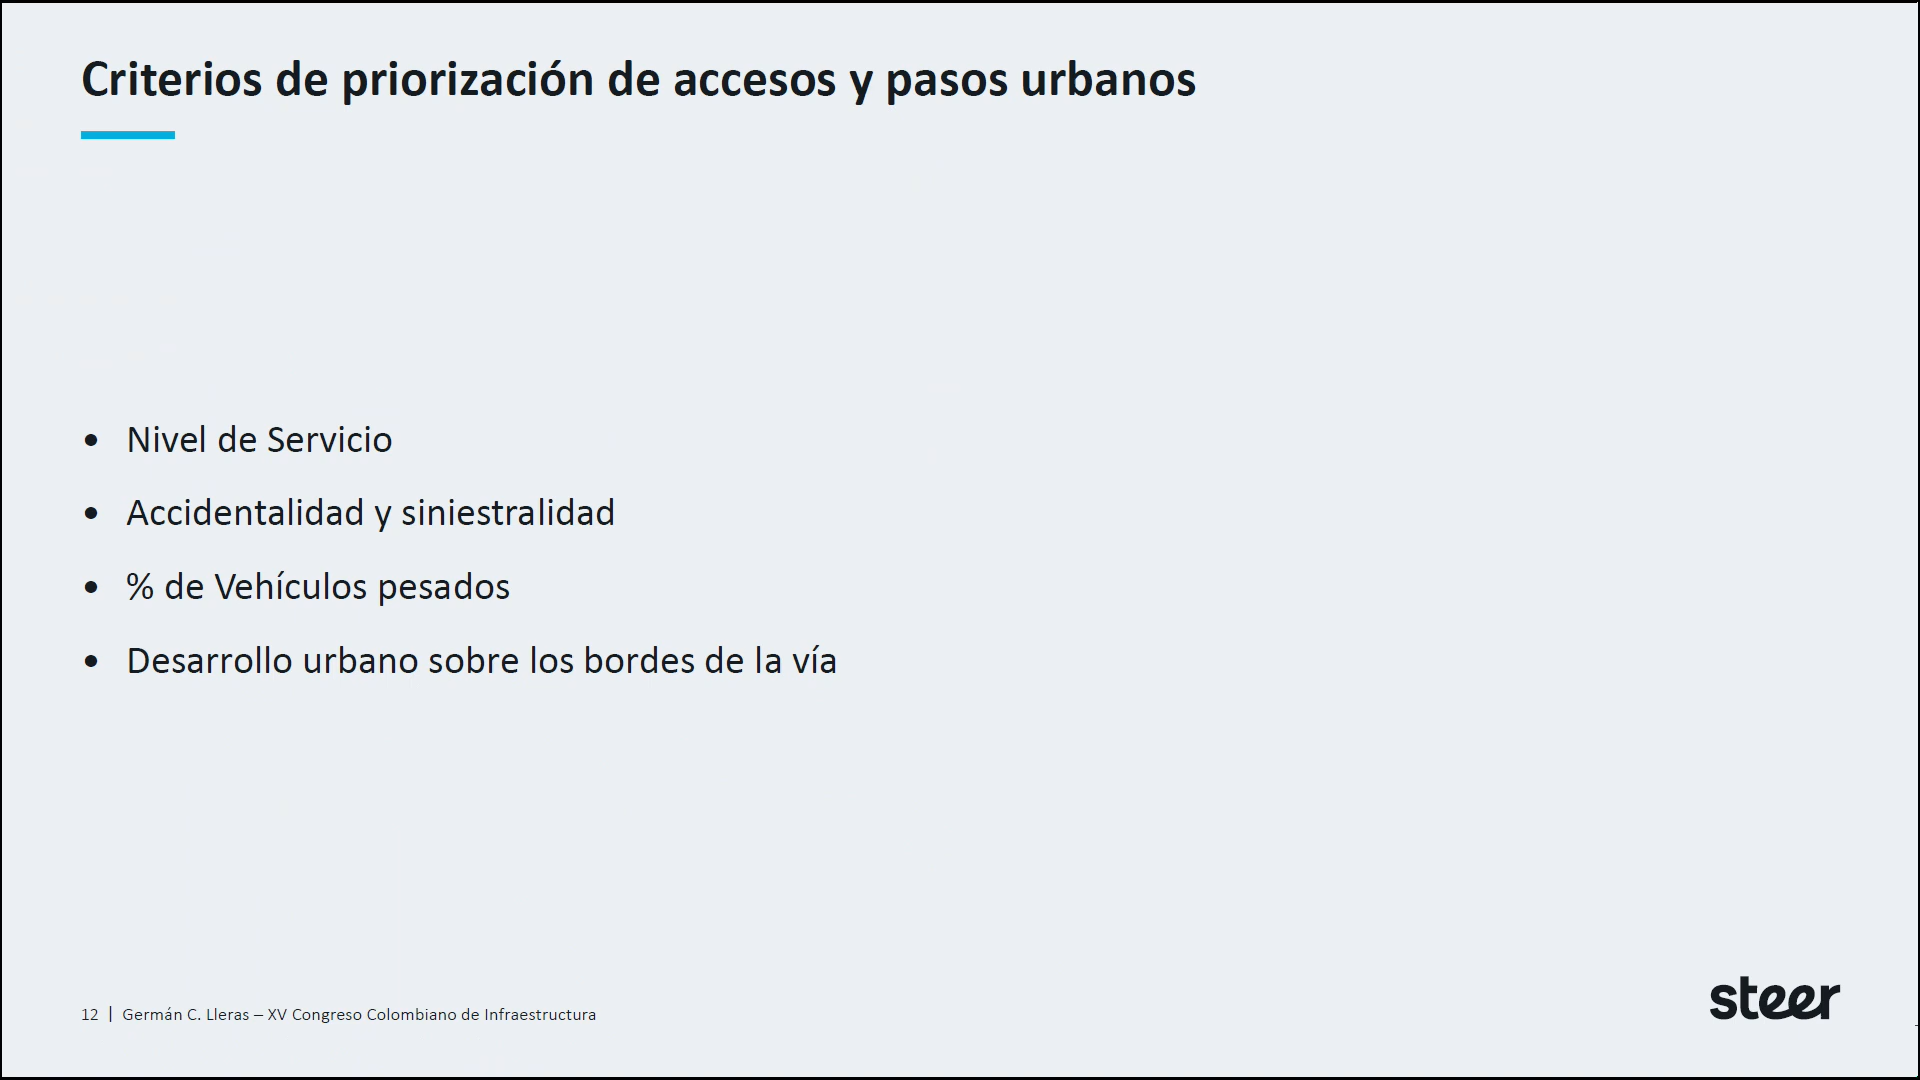 Criterios de priorización de accesos y pasos urbanos
• Nivel de Servicio
• Accidentalidad y siniestralidad
• % de Vehículos pesados
• Desarrollo urbano sobre los bordes de la vía
12 | Germán C. Lleras – XV Congreso Colombiano de Infraestructura
steer